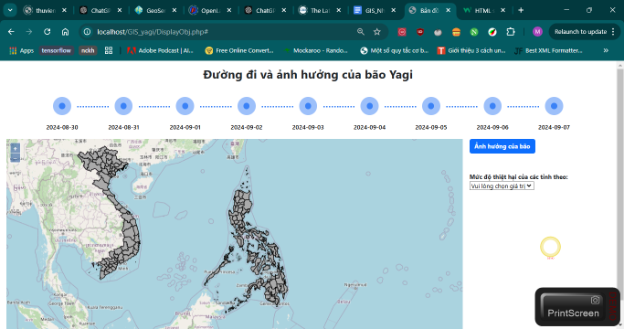 thuvie
ChatGP
GeoSe
OpenL
ChatGP
The La
GIS_NH
Bản đồ
HTML
localhost/GIS_yagi/DisplayObj.php#
Relaunch to update
Apps
tensorflow
nckh
Adobe Podcast | AI...
Free Online Convert...
Mockaroo - Rando...
Một số quy tắc cơ b...
Giới thiệu 3 cách un...
Best XML Formatter...
Đường đi và ảnh hưởng của bão Yagi
2024-08-30
2024-08-31
2024-09-01
2024-09-02
2024-09-03
2024-09-04
2024-09-05
2024-09-06
2024-09-07
Ảnh hưởng của bão
Mức độ thiệt hại của các tỉnh theo:
Vui lòng chọn giá trị
PrintScreen